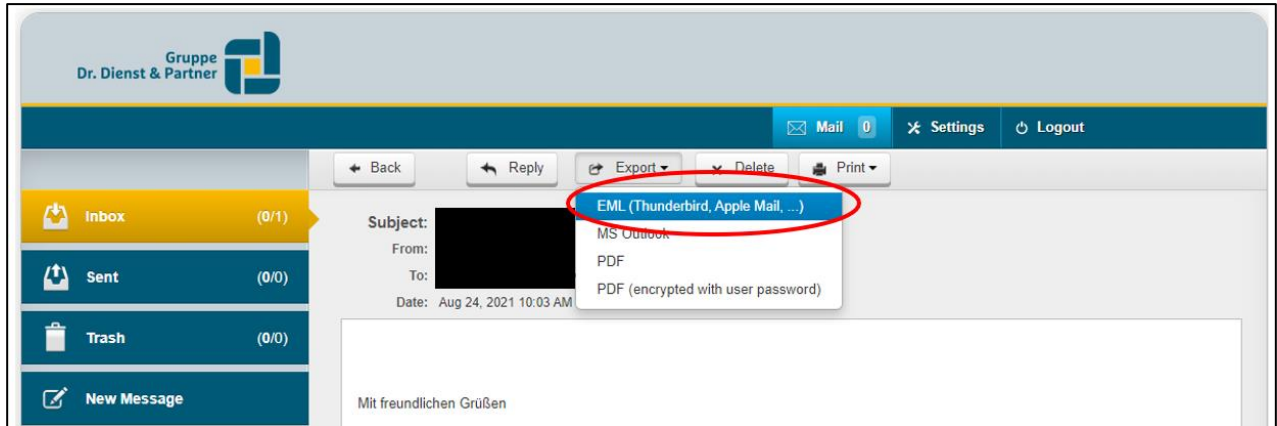 Gruppe
Dr. Dienst & Partner
Mail 0 Settings Logout
Back Reply Export Delete Print
Inbox (0/1)
Sent (0/0)
Trash (0/0)
New Message
EML (Thunderbird, Apple Mail, ...)
MS Outlook
PDF
PDF (encrypted with user password)
Subject:
From:
To:
Date: Aug 24, 2021 10:03 AM
Mit freundlichen Grüßen